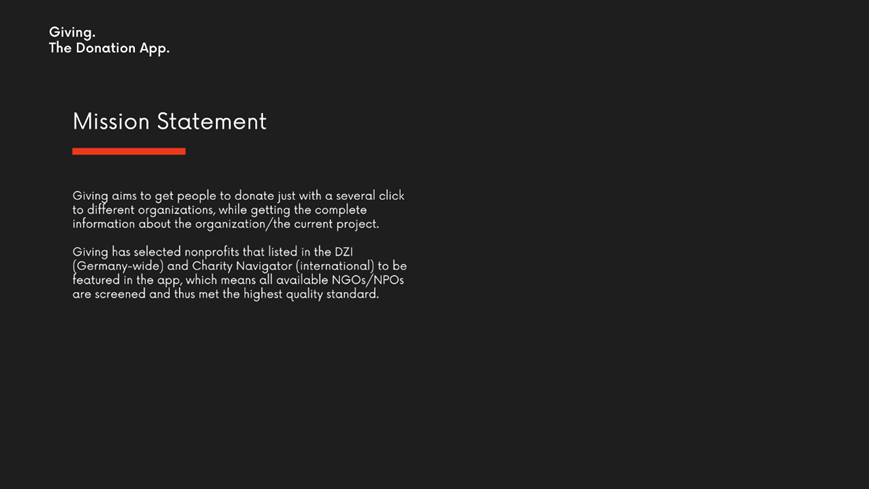 Giving.
The Donation App.
Mission Statement
Giving aims to get people to donate just with a several click
to different organizations, while getting the complete
information about the organization/the current project.
Giving has selected nonprofits that listed in the DZI
(Germany-wide) and Charity Navigator (international) to be
featured in the app, which means all available NGOs/NPOs
are screened and thus met the highest quality standard.